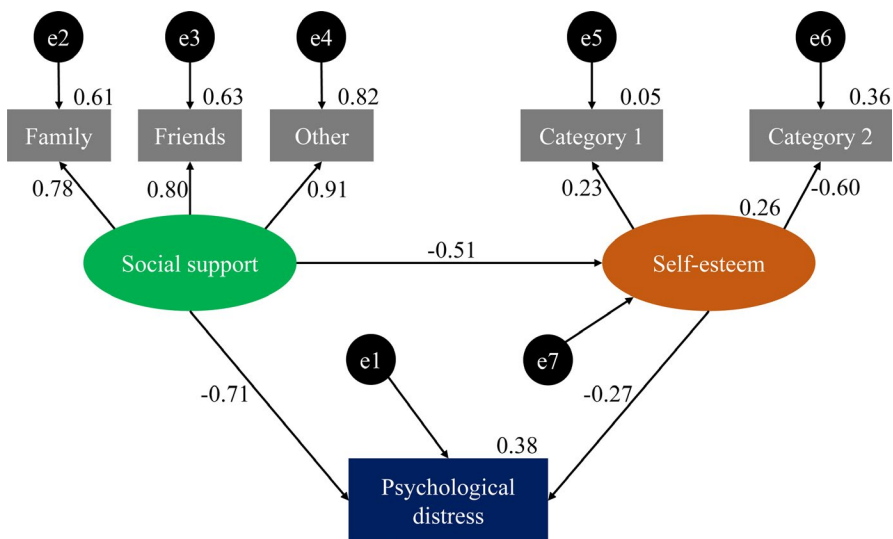 e2
e3
e4
e5
e6
0.61
0.63
0.82
0.05
0.36
Family
Friends
Other
Category 1
Category 2
0.78
0.80
0.91
0.23
-0.60
0.26
Social support
-0.51
Self-esteem
e1
e7
-0.71
-0.27
0.38
Psychological
distress